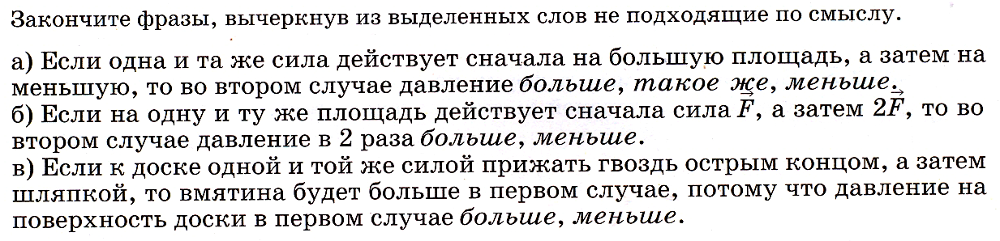 Закончите фразы, вычеркнув из выделенных слов не подходящие по смыслу.
а) Если одна и та же сила действует сначала на большую площадь, а затем на
меньшую, то во втором случае давление больше, такое же, меньше.
б) Если на одну и ту же площадь действует сначала сила F⃗, а затем 2F⃗, то во
втором случае давление в 2 раза больше, меньше.
в) Если к доске одной и той же силой прижать гвоздь острым концом, а затем
шляпкой, то вмятина будет больше в первом случае, потому что давление на
поверхность доски в первом случае больше, меньше.